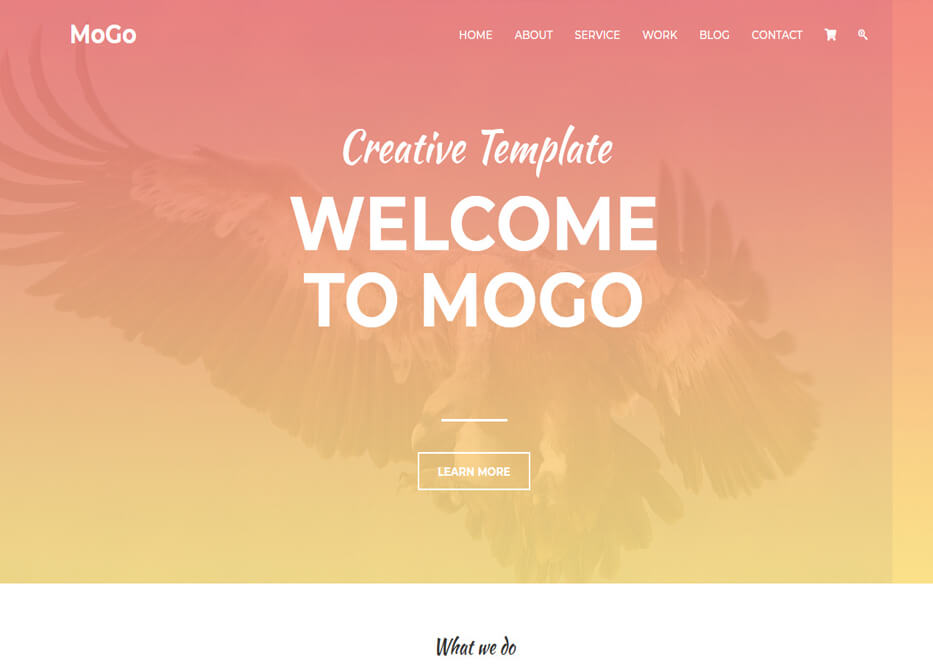 MoGo
HOME ABOUT SERVICE WORK BLOG CONTACT
Creative Template
WELCOME
TO MOGO
LEARN MORE
What we do